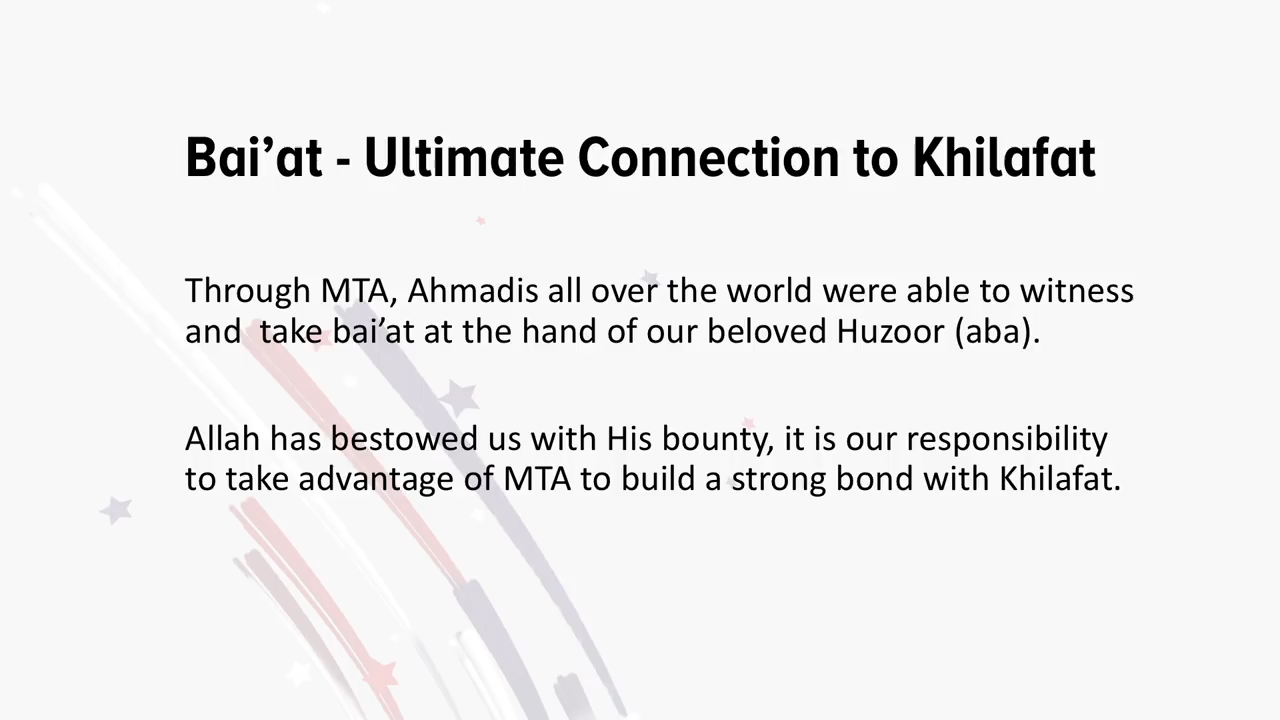 Bai’at - Ultimate Connection to Khilafat
Through MTA, Ahmadis all over the world were able to witness
and  take bai’at at the hand of our beloved Huzoor (aba).
Allah has bestowed us with His bounty, it is our responsibility
to take advantage of MTA to build a strong bond with Khilafat.